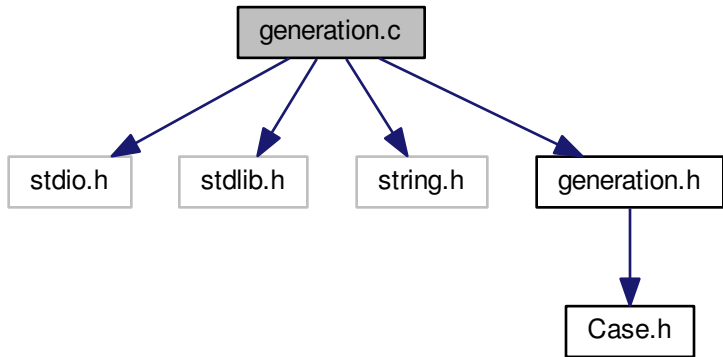 generation.c
stdio.h
stdlib.h
string.h
generation.h
Case.h